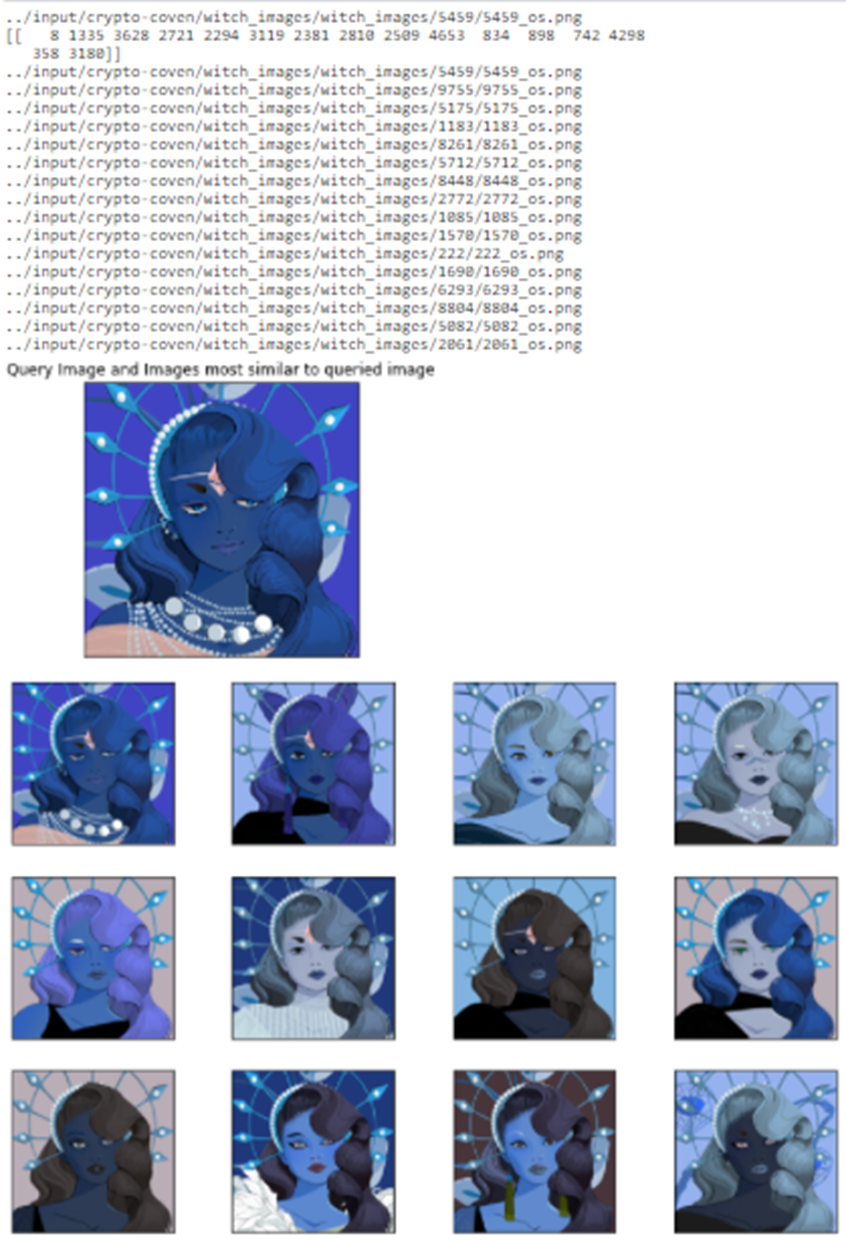 ../input/crypto-coven/witch_images/witch_images/5459/5459_os.png
[[ 8 1335 3628 2721 2294 3119 2381 2810 2509 4653 834 898 742 4298
358 3180]]
../input/crypto-coven/witch_images/witch_images/5459/5459_os.png
../input/crypto-coven/witch_images/witch_images/9755/9755_os.png
../input/crypto-coven/witch_images/witch_images/5175/5175_os.png
../input/crypto-coven/witch_images/witch_images/1183/1183_os.png
../input/crypto-coven/witch_images/witch_images/8261/8261_os.png
../input/crypto-coven/witch_images/witch_images/5712/5712_os.png
../input/crypto-coven/witch_images/witch_images/8448/8448_os.png
../input/crypto-coven/witch_images/witch_images/2772/2772_os.png
../input/crypto-coven/witch_images/witch_images/1085/1085_os.png
../input/crypto-coven/witch_images/witch_images/1570/1570_os.png
../input/crypto-coven/witch_images/witch_images/222/222_os.png
../input/crypto-coven/witch_images/witch_images/1690/1690_os.png
../input/crypto-coven/witch_images/witch_images/6293/6293_os.png
../input/crypto-coven/witch_images/witch_images/8804/8804_os.png
../input/crypto-coven/witch_images/witch_images/5082/5082_os.png
../input/crypto-coven/witch_images/witch_images/2061/2061_os.png
Query Image and Images most similar to queried image